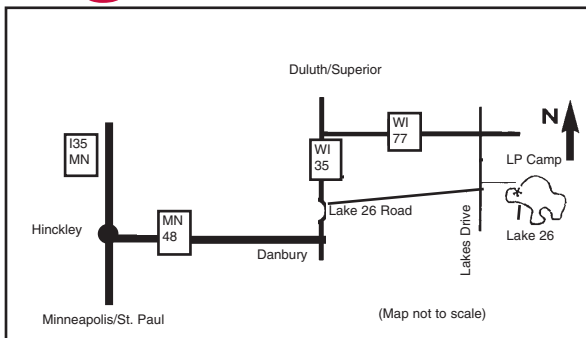 Duluth/Superior
I35
MN
WI
77
N
WI
35
LP Camp
Lake 26 Road
Hinckley
MN
48
Lakes Drive
Lake 26
Danbury
Minneapolis/St. Paul
(Map not to scale)